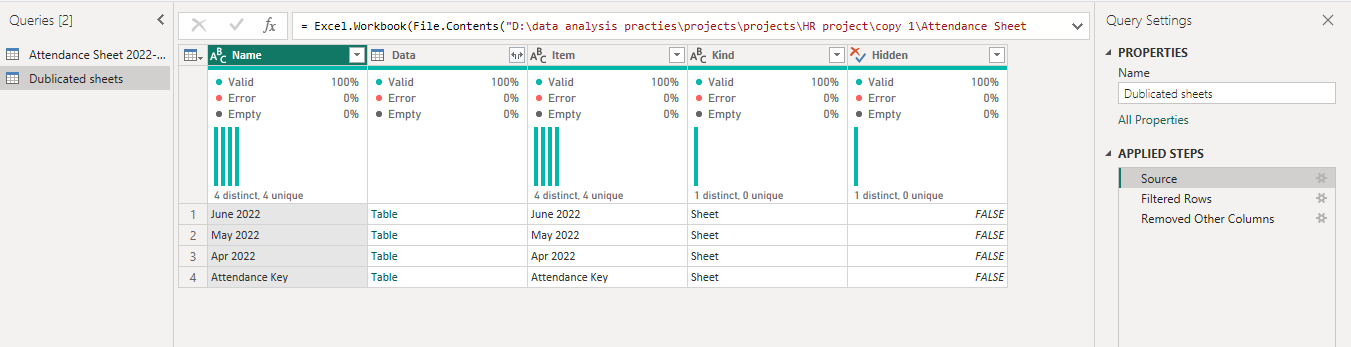 Queries [2]
Attendance Sheet 2022-...
Dublicated sheets
fx
= Excel.Workbook(File.Contents("D:\data analysis practies\projects\projects\HR project\copy 1\Attendance Sheet
ABC Name
Data
ABC Item
ABC Kind
Hidden
Valid 100% Valid 100% Valid 100% Valid 100% Valid 100%
Error 0% Error 0% Error 0% Error 0% Error 0%
Empty 0% Empty 0% Empty 0% Empty 0% Empty 0%
4 distinct, 4 unique 4 distinct, 4 unique 1 distinct, 0 unique 1 distinct, 0 unique
1 June 2022 Table June 2022 Sheet FALSE
2 May 2022 Table May 2022 Sheet FALSE
3 Apr 2022 Table Apr 2022 Sheet FALSE
4 Attendance Key Table Attendance Key Sheet FALSE
Query Settings
PROPERTIES
Name
Dublicated sheets
All Properties
APPLIED STEPS
Source
Filtered Rows
Removed Other Columns